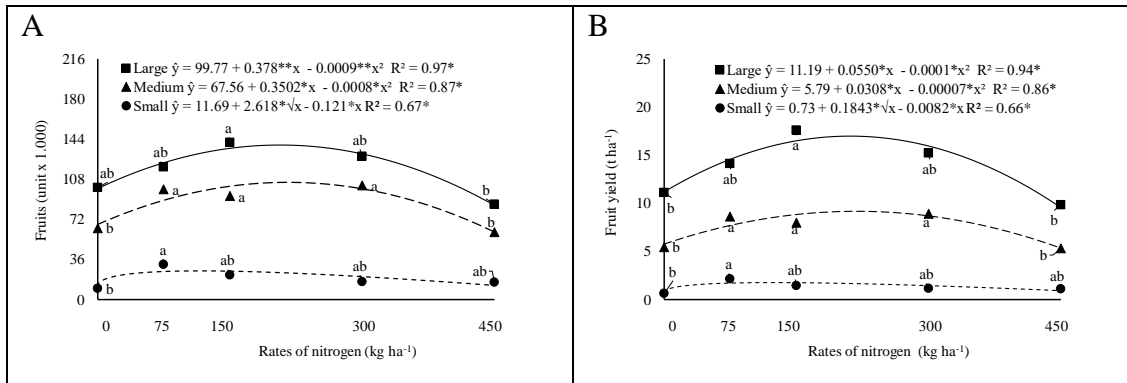 A
Large ŷ = 99.77 + 0.378**x - 0.0009**x² R² = 0.97*
Medium ŷ = 67.56 + 0.3502*x - 0.0008*x² R² = 0.87*
Small ŷ = 11.69 + 2.618*√x - 0.121*x R² = 0.67*
Fruits (unit x 1.000)
216
180
144
108
72
36
0
ab
ab
a
ab
b
b
a
a
a
b
b
a
ab
ab
ab
0
75
150
300
450
Rates of nitrogen (kg ha-1)
B
Large ŷ = 11.19 + 0.0550*x - 0.0001*x² R² = 0.94*
Medium ŷ = 5.79 + 0.0308*x - 0.00007*x² R² = 0.86*
Small ŷ = 0.73 + 0.1843*√x - 0.0082*x R² = 0.66*
Fruit yield (t ha-1)
25
20
15
10
5
0
b
ab
a
ab
b
b
a
a
a
b
b
a
ab
ab
ab
0
75
150
300
450
Rates of nitrogen (kg ha-1)